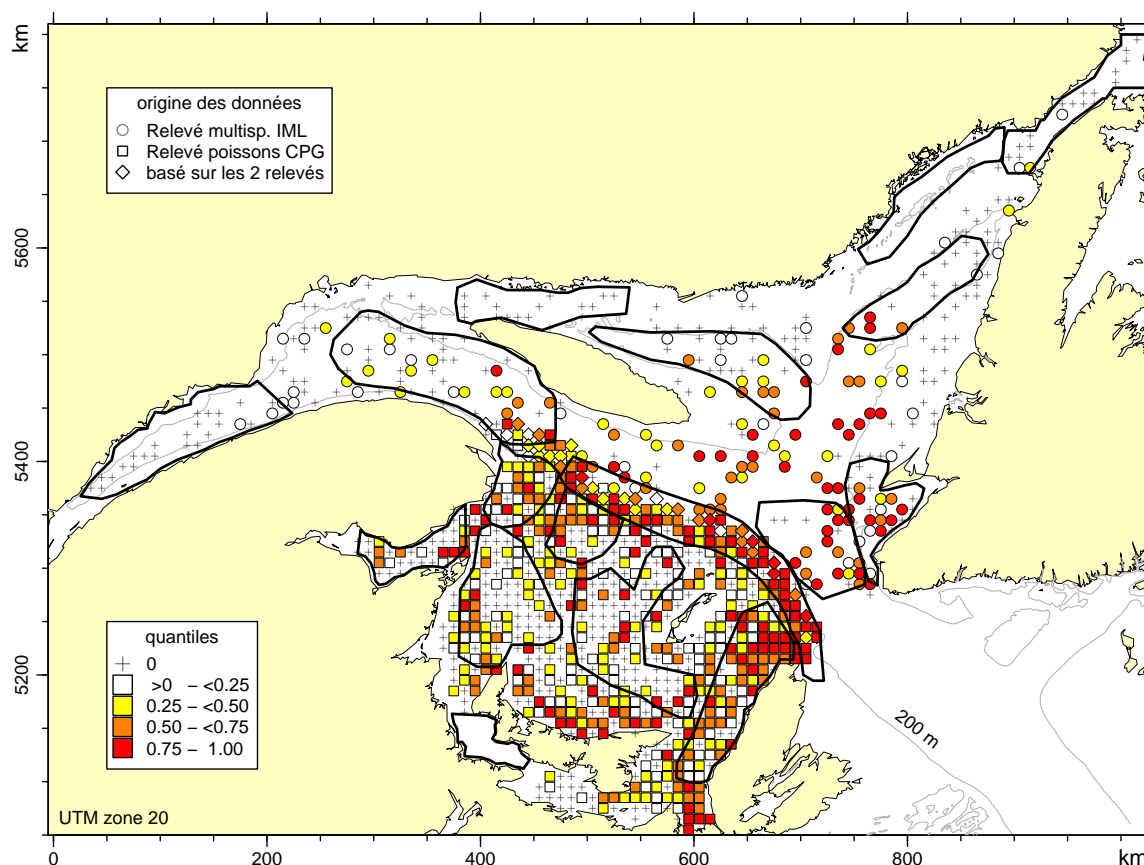 km
origine des données
Relevé multisp. IML
Relevé poissons CPG
basé sur les 2 relevés
5600
5400
5200
quantiles
0
>0 – <0.25
0.25 – <0.50
0.50 – <0.75
0.75 – 1.00
200 m
UTM zone 20
0 200 400 600 800 km